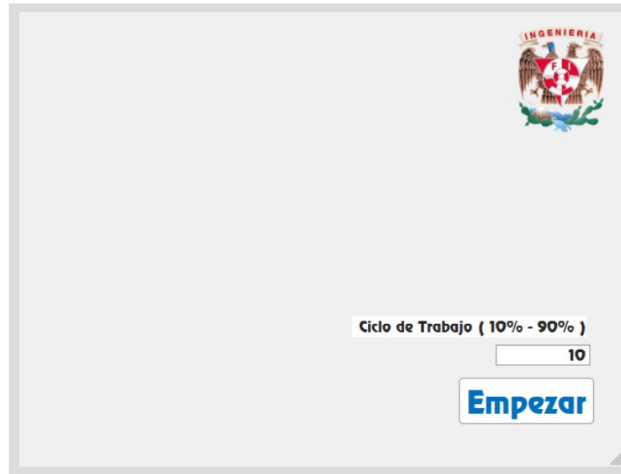 INGENIERIA
F I
Ciclo de Trabajo ( 10% - 90% )
10
Empezar